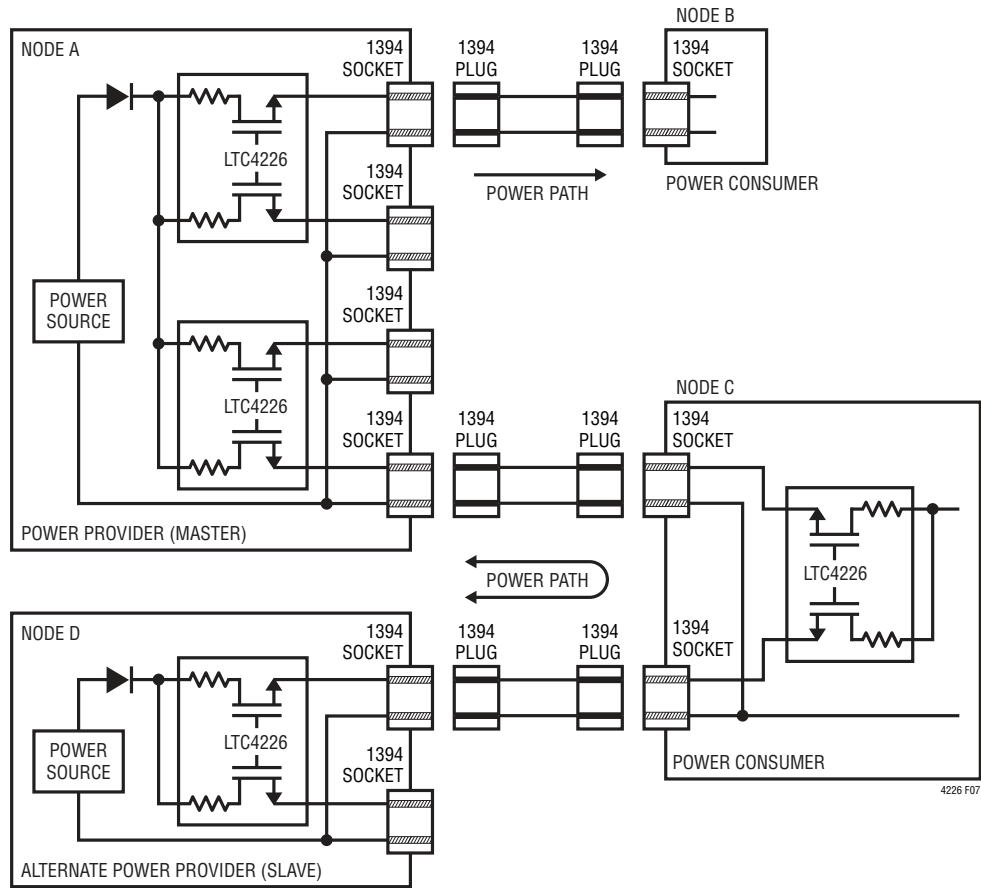 NODE A
1394
SOCKET
1394
PLUG
1394
PLUG
NODE B
1394
SOCKET
LTC4226
POWER PATH
POWER CONSUMER
1394
SOCKET
POWER
SOURCE
1394
SOCKET
LTC4226
1394
SOCKET
1394
PLUG
1394
PLUG
NODE C
1394
SOCKET
POWER PROVIDER (MASTER)
LTC4226
POWER PATH
NODE D
1394
SOCKET
1394
PLUG
1394
PLUG
1394
SOCKET
LTC4226
POWER
SOURCE
1394
SOCKET
POWER CONSUMER
4226 F07
ALTERNATE POWER PROVIDER (SLAVE)